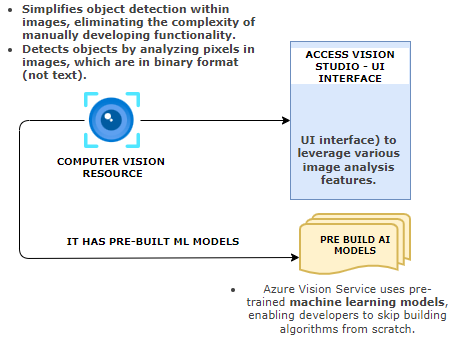 • Simplifies object detection within
images, eliminating the complexity of
manually developing functionality.
• Detects objects by analyzing pixels in
images, which are in binary format
(not text).
ACCESS VISION
STUDIO - UI
INTERFACE
UI interface) to
leverage various
image analysis
features.
COMPUTER VISION
RESOURCE
IT HAS PRE-BUILT ML MODELS
PRE BUILD AI
MODELS
• Azure Vision Service uses pre-
trained machine learning models,
enabling developers to skip building
algorithms from scratch.